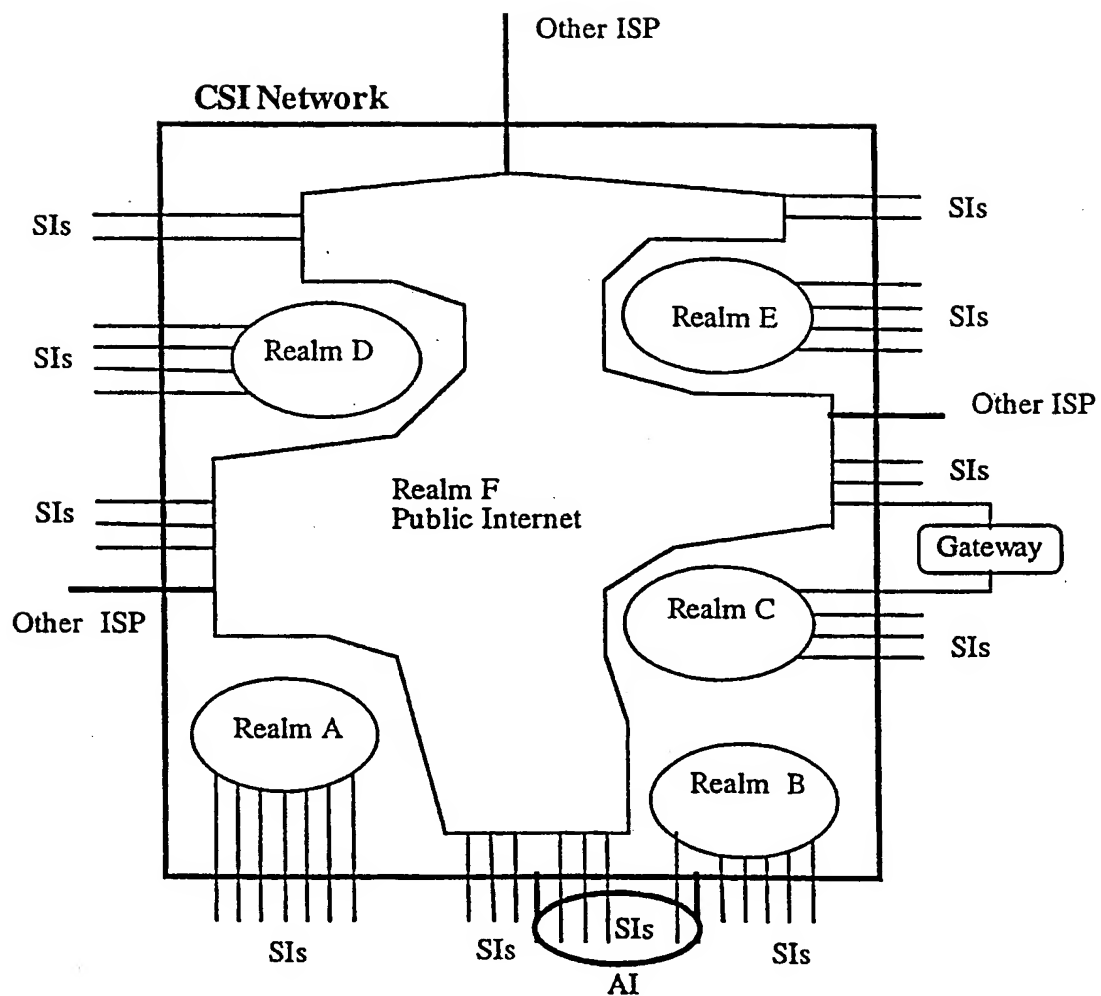 Other ISP
CSI Network
SIs
SIs
SIs
Realm D
Realm E
SIs
Other ISP
SIs
Realm F
Public Internet
SIs
Gateway
Other ISP
Realm C
SIs
Realm A
Realm B
SIs
SIs
SIs
SIs
AI